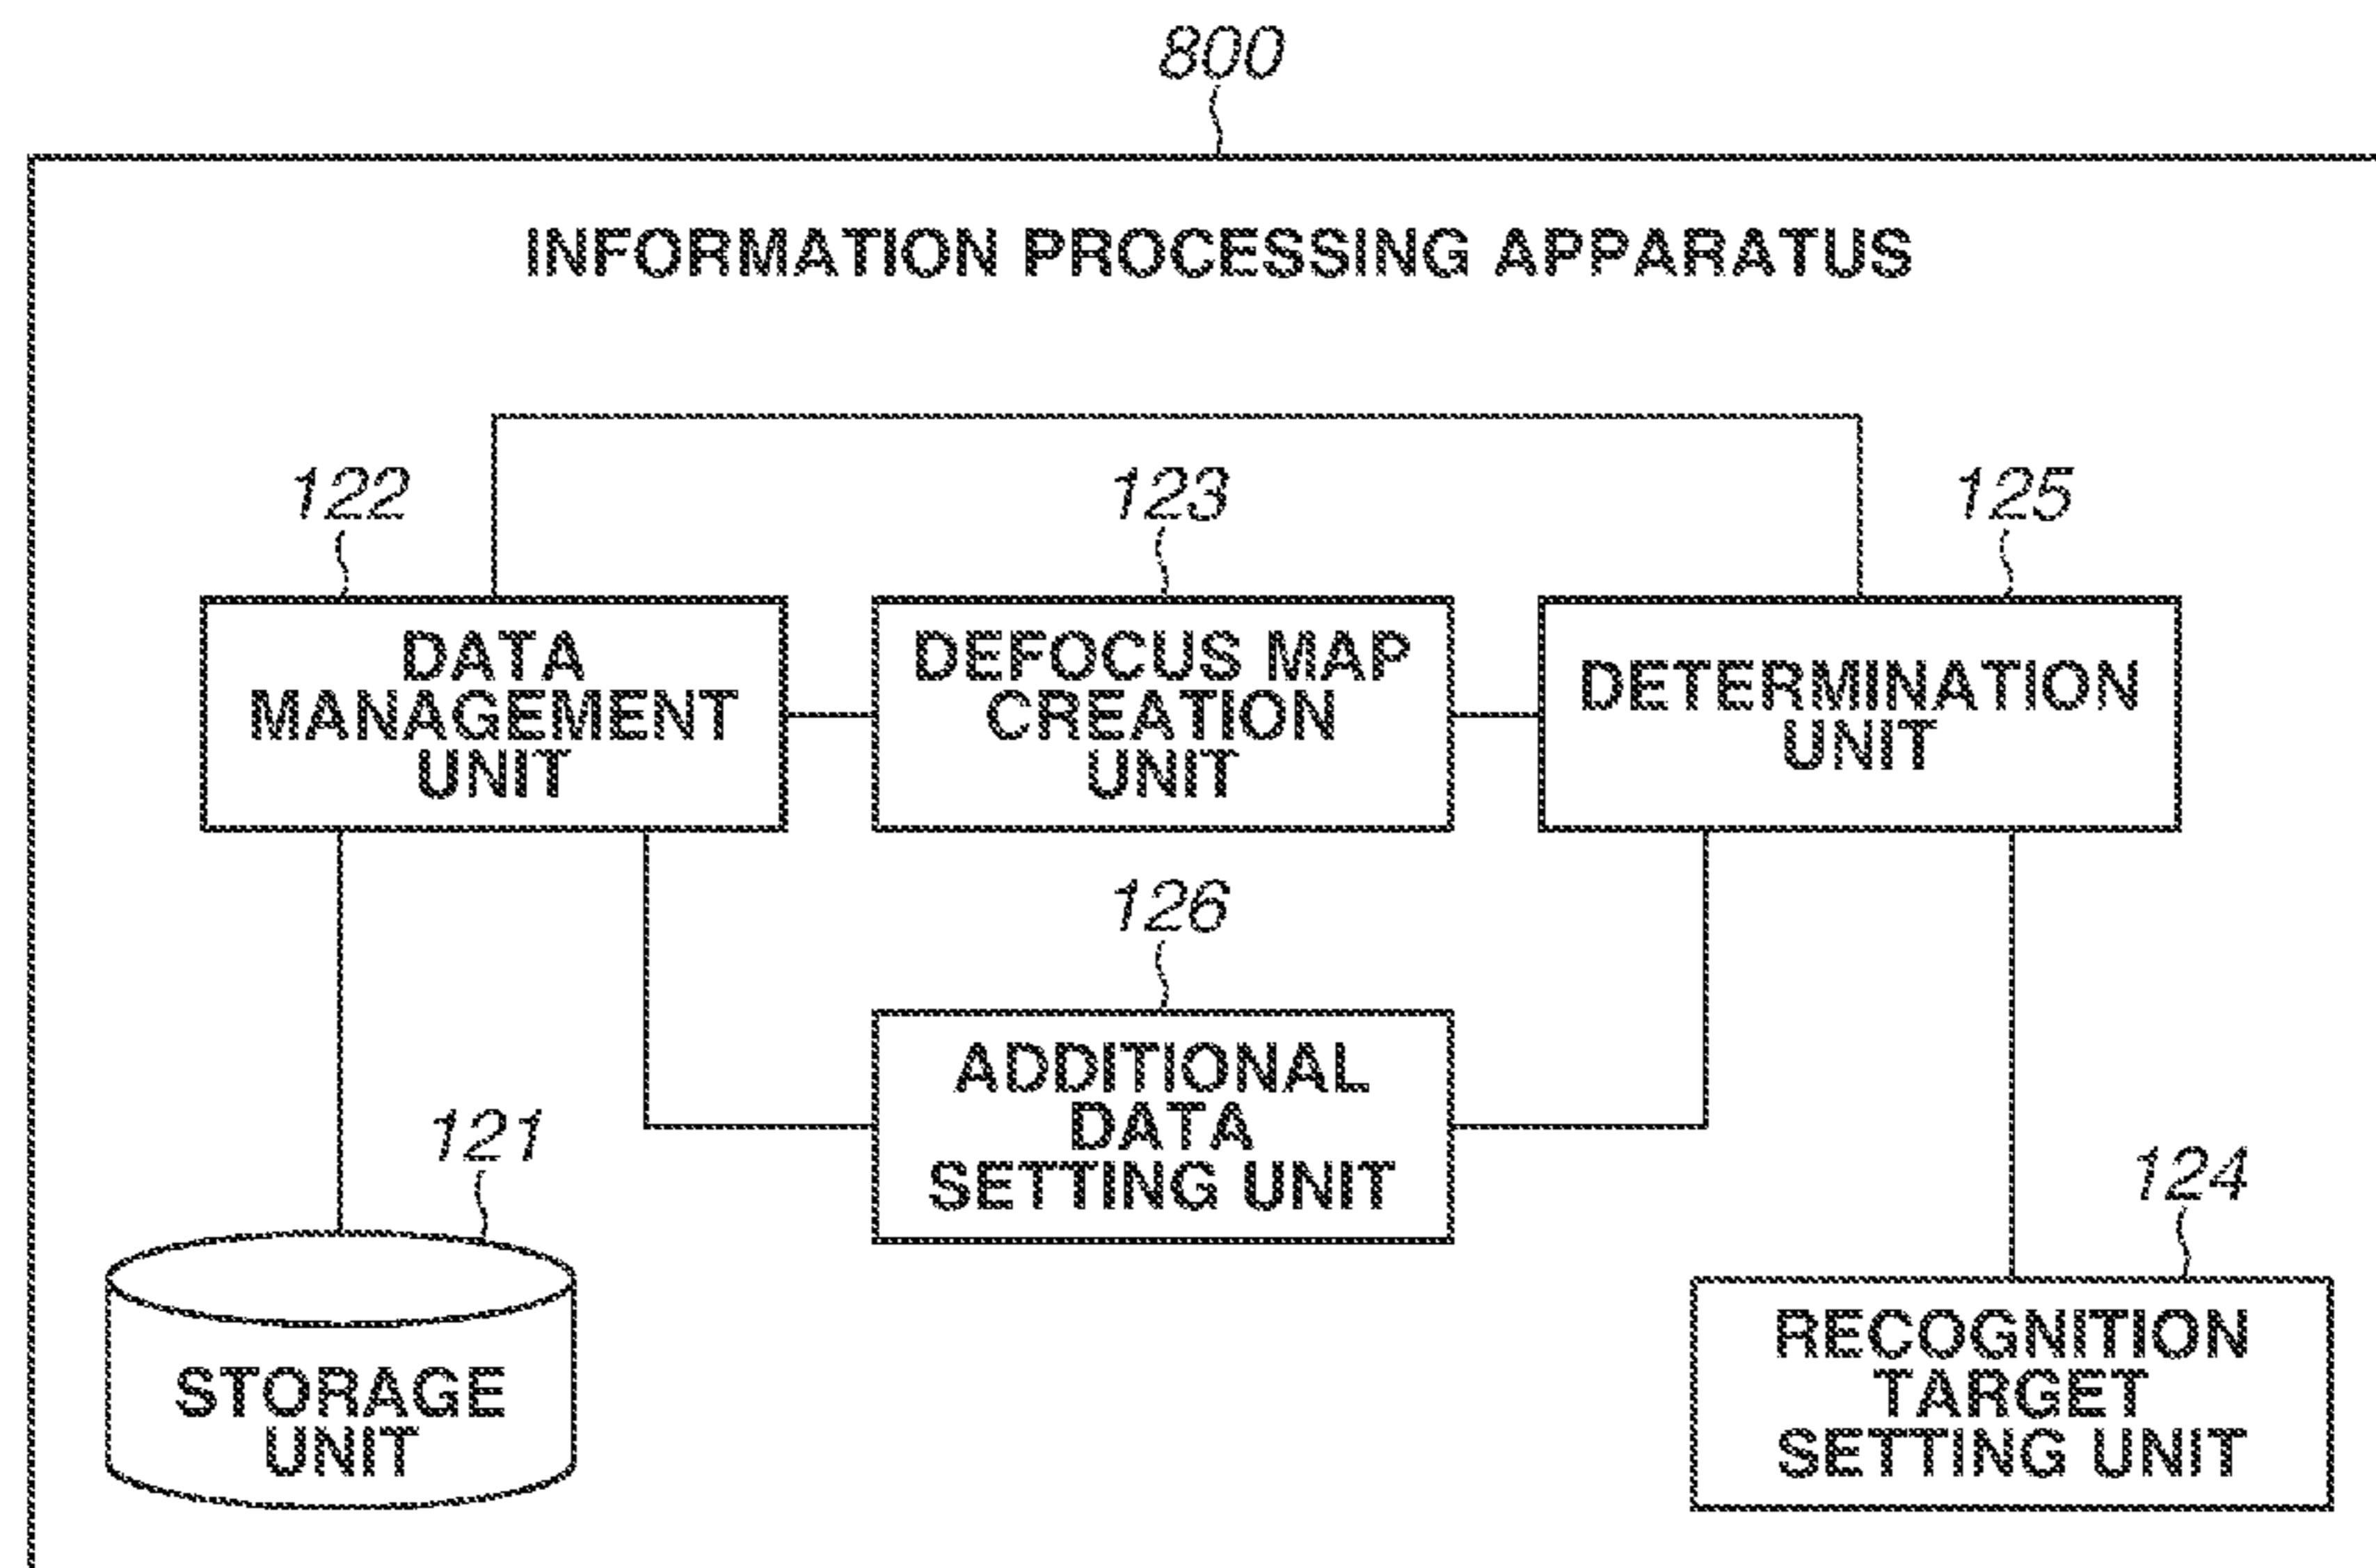 800
INFORMATION PROCESSING APPARATUS
122
123
125
DATA
MANAGEMENT
UNIT
DEFOCUS MAP
CREATION
UNIT
DETERMINATION
UNIT
126
ADDITIONAL
DATA
SETTING UNIT
121
STORAGE
UNIT
124
RECOGNITION
TARGET
SETTING UNIT